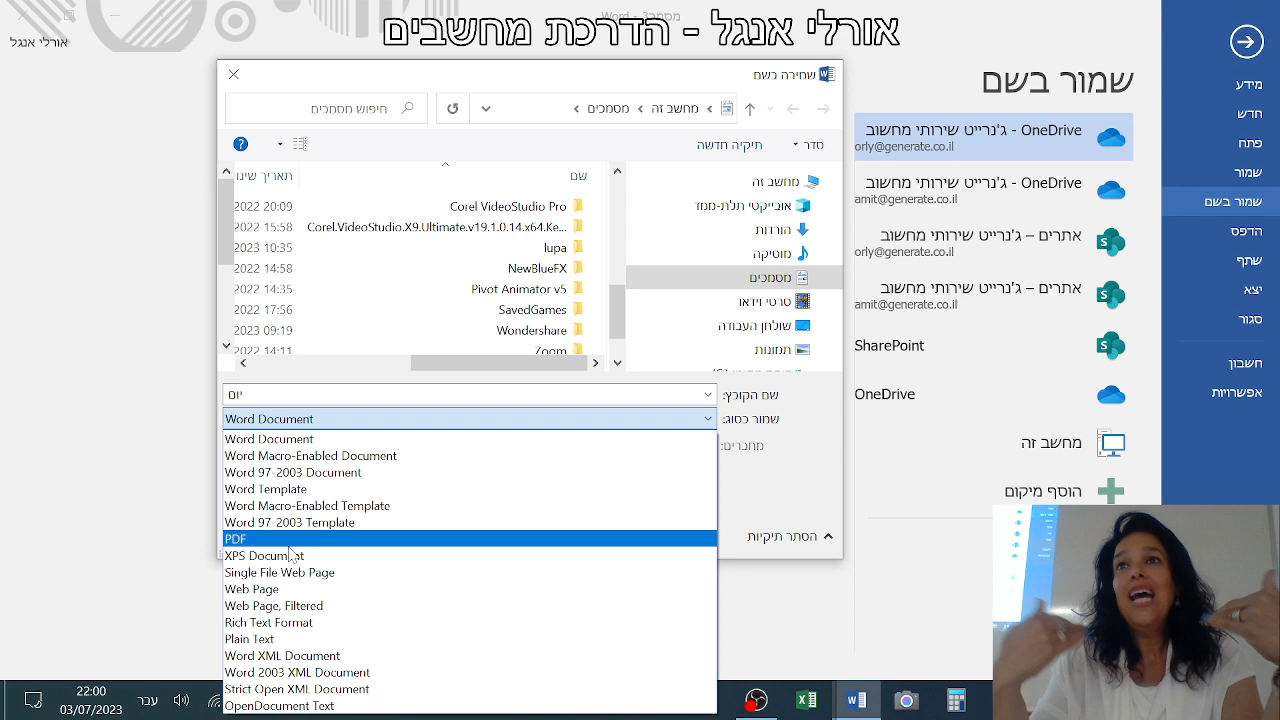 מסמך3 - Word
אורלי אנגל - הדרכת מחשבים
אורלי אנגל
שמור בשם
מידע
חדש
פתח
שמור
שמור בשם
הדפס
שתף
יצא
סגור
חשבון
אפשרויות
OneDrive - ג'נרייט שירותי מחשוב
orly@generate.co.il
OneDrive - ג'נרייט שירותי מחשוב
amit@generate.co.il
אתרים – ג'נרייט שירותי מחשוב
orly@generate.co.il
אתרים – ג'נרייט שירותי מחשוב
amit@generate.co.il
SharePoint
OneDrive
מחשב זה
הוסף מיקום
שמירה בשם
מחשב זה
מסמכים
חיפוש מסמכים
סדר
תיקיה חדשה
מחשב זה
אובייקטי תלת-ממד
הורדות
מוסיקה
מסמכים
סרטי וידאו
שולחן העבודה
תמונות
שם
תאריך שינו
Corel VideoStudio Pro
2022 20:09
Corel.VideoStudio.X9.Ultimate.v19.1.0.14.x64.Ke...
2022 15:58
lupa
2023 10:35
NewBlueFX
2022 14:58
Pivot Animator v5
2022 14:35
SavedGames
2022 17:56
Wondershare
2023 09:19
Zoom
2022 14:11
שם הקובץ:
יום
שמור כסוג:
Word Document
מחברים:
הסתר תיקיות
Word Document
Word Macro-Enabled Document
Word 97-2003 Document
Word Template
Word Macro-Enabled Template
Word 97-2003 Template
PDF
XPS Document
Single File Web Page
Web Page
Web Page, Filtered
Rich Text Format
Plain Text
Word XML Document
Word 2003 XML Document
Strict Open XML Document
OpenDocument Text
22:00
03/07/2023
עבר